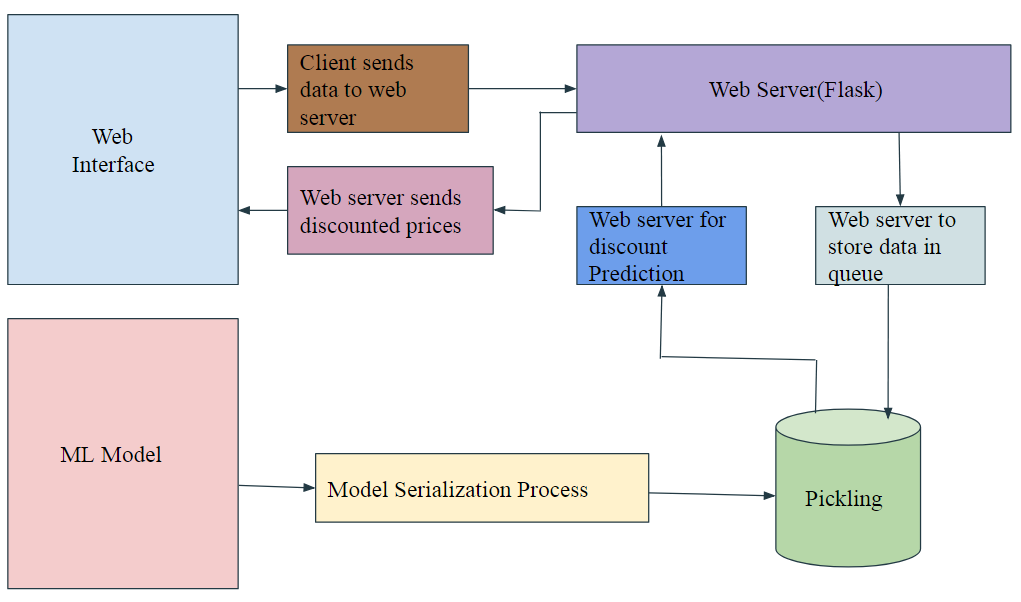 Web
Interface
Client sends
data to web
server
Web Server(Flask)
Web server sends
discounted prices
Web server for
discount
Prediction
Web server to
store data in
queue
ML Model
Model Serialization Process
Pickling